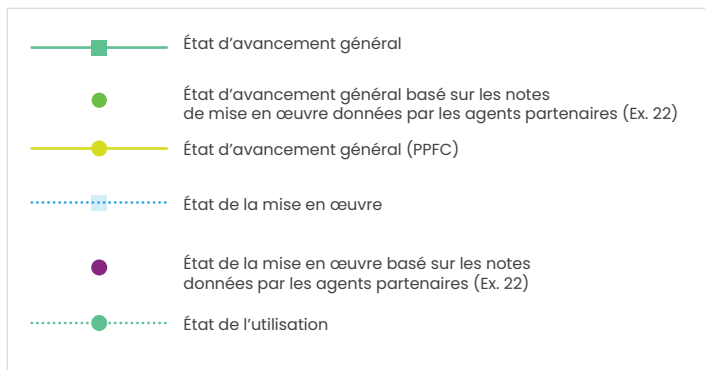 État d’avancement général
État d’avancement général basé sur les notes
de mise en œuvre données par les agents partenaires (Ex. 22)
État d’avancement général (PPFC)
État de la mise en œuvre
État de la mise en œuvre basé sur les notes
données par les agents partenaires (Ex. 22)
État de l’utilisation